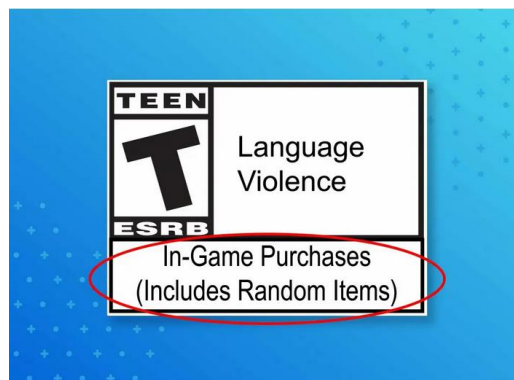 TEEN
T
ESRB
Language
Violence
In-Game Purchases
(Includes Random Items)